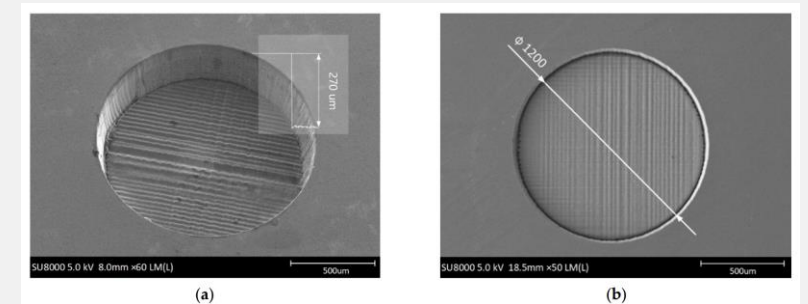 270 um
SU8000 5.0 kV 8.0mm ×60 LM(L)
500um
(a)
Φ 1200
SU8000 5.0 kV 18.5mm ×50 LM(L)
500um
(b)